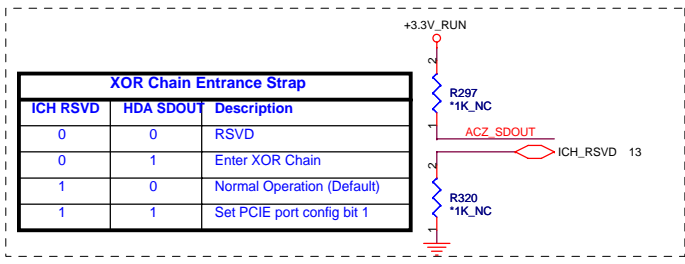 +3.3V_RUN
XOR Chain Entrance Strap
ICH RSVD HDA SDOUT Description
0 0 RSVD
0 1 Enter XOR Chain
1 0 Normal Operation (Default)
1 1 Set PCIE port config bit 1
2
R297
*1K_NC
1
ACZ_SDOUT
ICH_RSVD 13
2
R320
*1K_NC
1